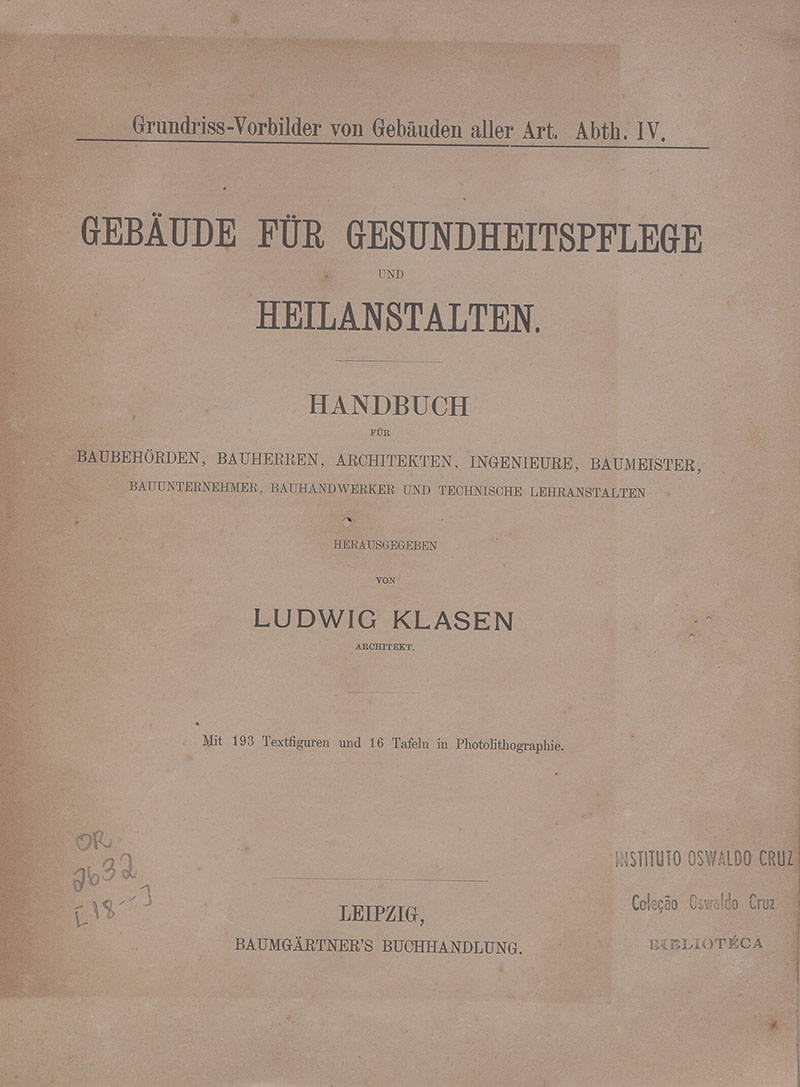 Grundriss-Vorbilder von Gebäuden aller Art. Abth. IV.
GEBÄUDE FÜR GESUNDHEITSPFLEGE
UND
HEILANSTALTEN.
HANDBUCH
FÜR
BAUBEHÖRDEN, BAUHERREN, ARCHITEKTEN, INGENIEURE, BAUMEISTER,
BAUUNTERNEHMER, BAUHANDWERKER UND TECHNISCHE LEHRANSTALTEN
HERAUSGEGEBEN
VON
LUDWIG KLASEN
ARCHITEKT.
Mit 193 Textfiguren und 16 Tafeln in Photolithographie.
OR
2632
[18--]
INSTITUTO OSWALDO CRUZ
Coleção Oswaldo Cruz
BIBLIOTÉCA
LEIPZIG,
BAUMGÄRTNER'S BUCHHANDLUNG.